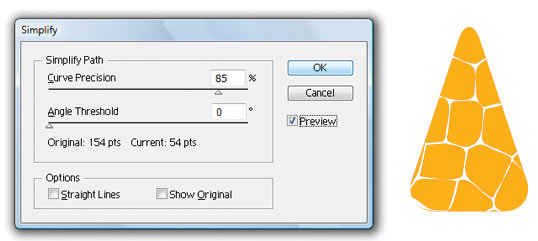 Simplify
Simplify Path
Curve Precision 85 %
Angle Threshold 0 °
Original: 154 pts Current: 54 pts
Options
Straight Lines Show Original
OK
Cancel
Preview